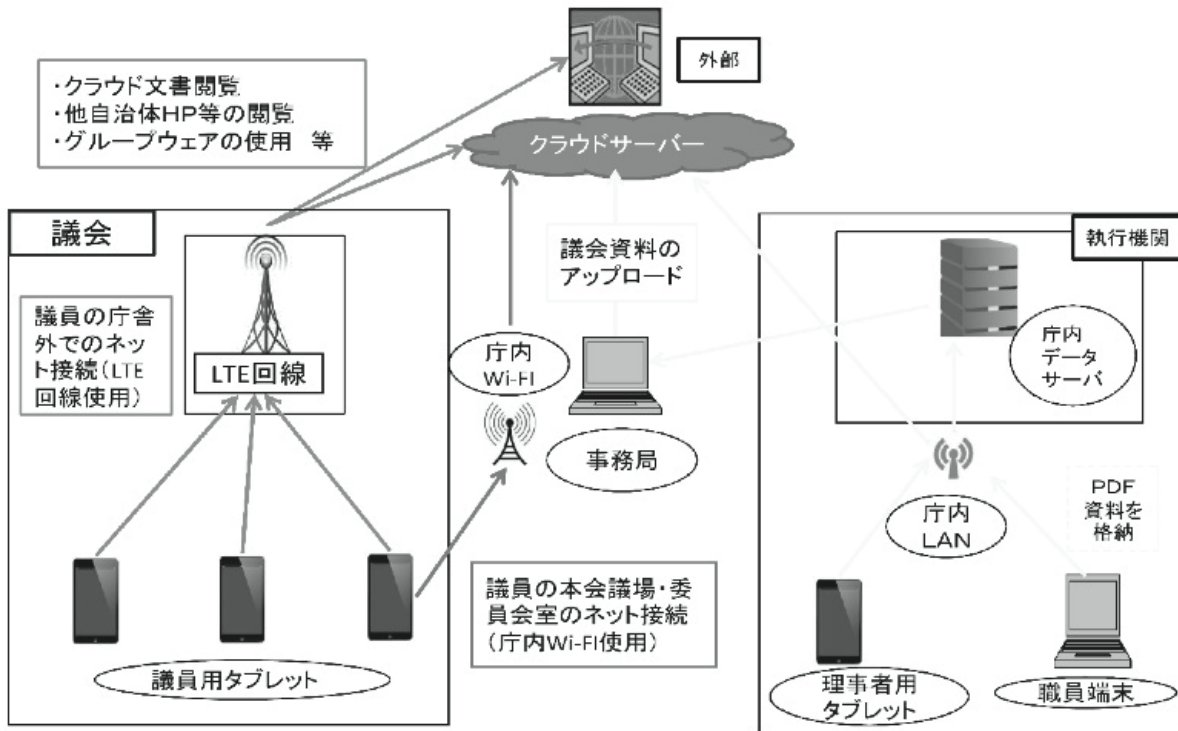 ・クラウド文書閲覧
・他自治体HP等の閲覧
・グループウェアの使用　等
外部
クラウドサーバー
議会
議員の庁舎
外でのネッ
ト接続(LTE
回線使用)
LTE回線
議員用タブレット
庁内
Wi-FI
議会資料の
アップロード
事務局
議員の本会議場・委
員会室のネット接続
(庁内Wi-FI使用)
執行機関
庁内
データ
サーバ
庁内
LAN
PDF
資料を
格納
理事者用
タブレット
職員端末